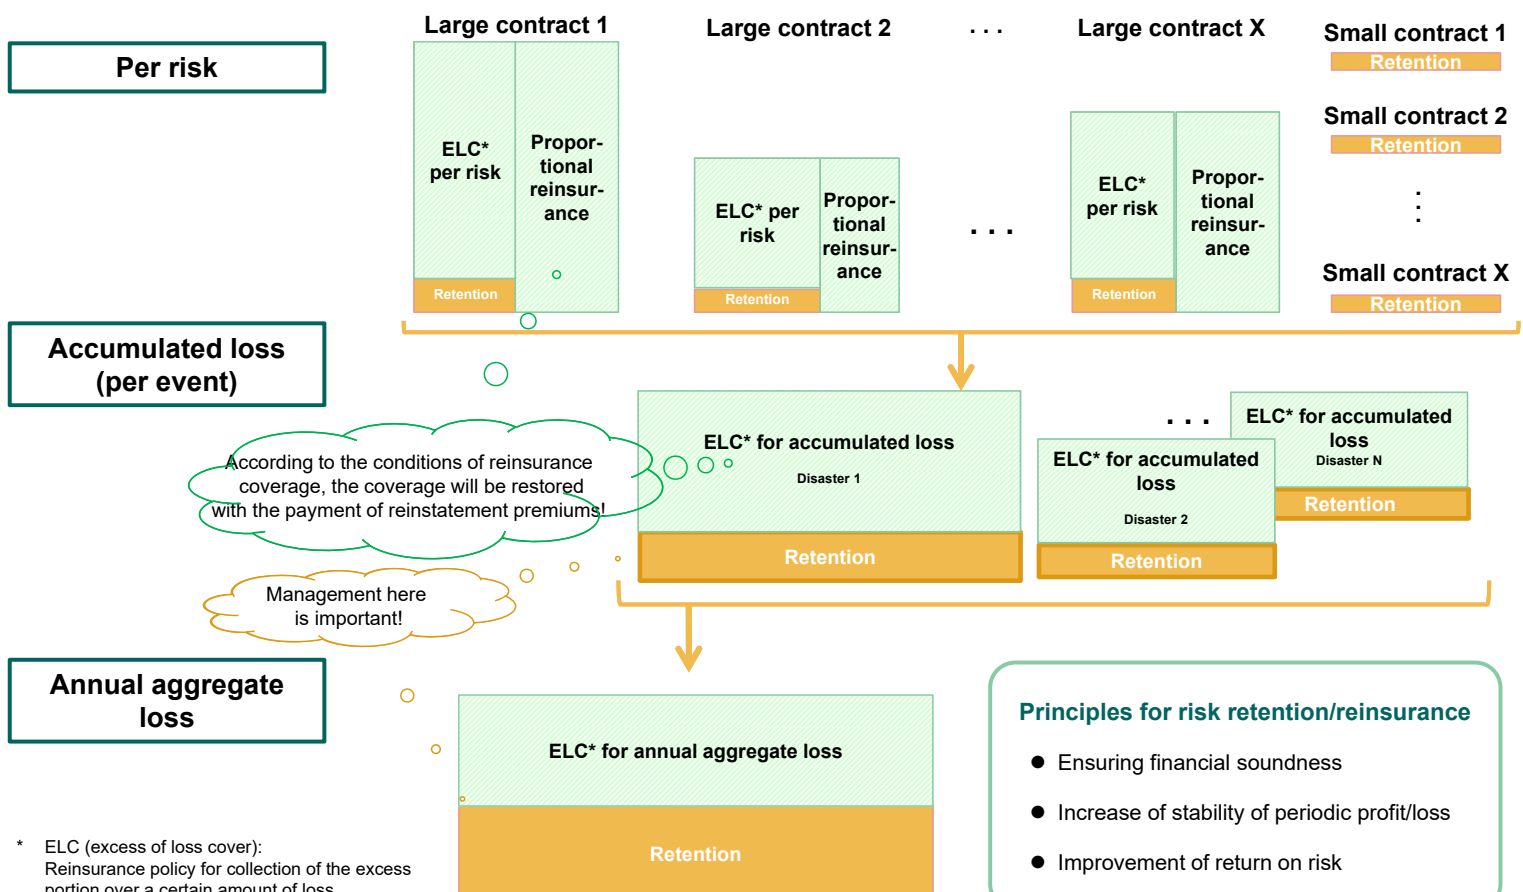 Per risk
Large contract 1
Large contract 2
. . .
Large contract X
Small contract 1
Retention
Small contract 2
Retention
⋮
Small contract X
Retention
ELC*
per risk
Retention
Propor-
tional
reinsur-
ance
ELC* per
risk
Retention
Propor-
tional
reinsur-
ance
. . .
ELC*
per risk
Retention
Propor-
tional
reinsur-
ance
Accumulated loss
(per event)
ELC* for accumulated loss
Disaster 1
Retention
ELC* for accumulated
loss
Disaster 2
Retention
. . .
ELC* for accumulated
loss
Disaster N
Retention
According to the conditions of reinsurance
coverage, the coverage will be restored
with the payment of reinstatement premiums!
Management here
is important!
Annual aggregate
loss
ELC* for annual aggregate loss
Retention
Principles for risk retention/reinsurance
● Ensuring financial soundness
● Increase of stability of periodic profit/loss
● Improvement of return on risk
* ELC (excess of loss cover):
Reinsurance policy for collection of the excess
portion over a certain amount of loss